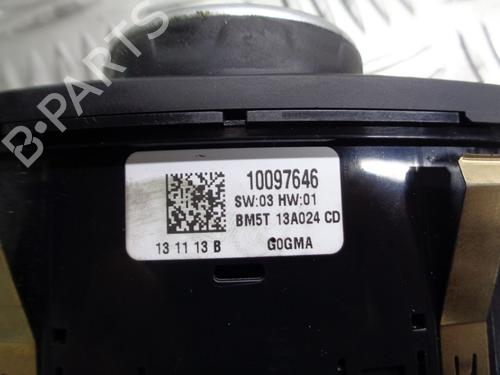 B-PARTS
10097646
SW:03 HW:01
BM5T 13A024 CD
13 11 13 B GOGMA